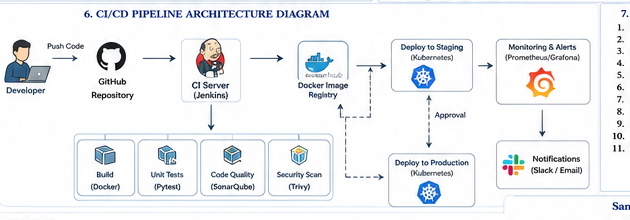 6. CI/CD PIPELINE ARCHITECTURE DIAGRAM
7.
Push Code
Developer
GitHub
Repository
CI Server
(Jenkins)
docker hub
Docker Image
Registry
Deploy to Staging
(Kubernetes)
Monitoring & Alerts
(Prometheus/Grafana)
Approval
Build
(Docker)
Unit Tests
(Pytest)
Code Quality
(SonarQube)
Security Scan
(Trivy)
Deploy to Production
(Kubernetes)
Notifications
(Slack / Email)
1.
2.
3.
4.
5.
6.
7.
8.
9.
10.
11.
San